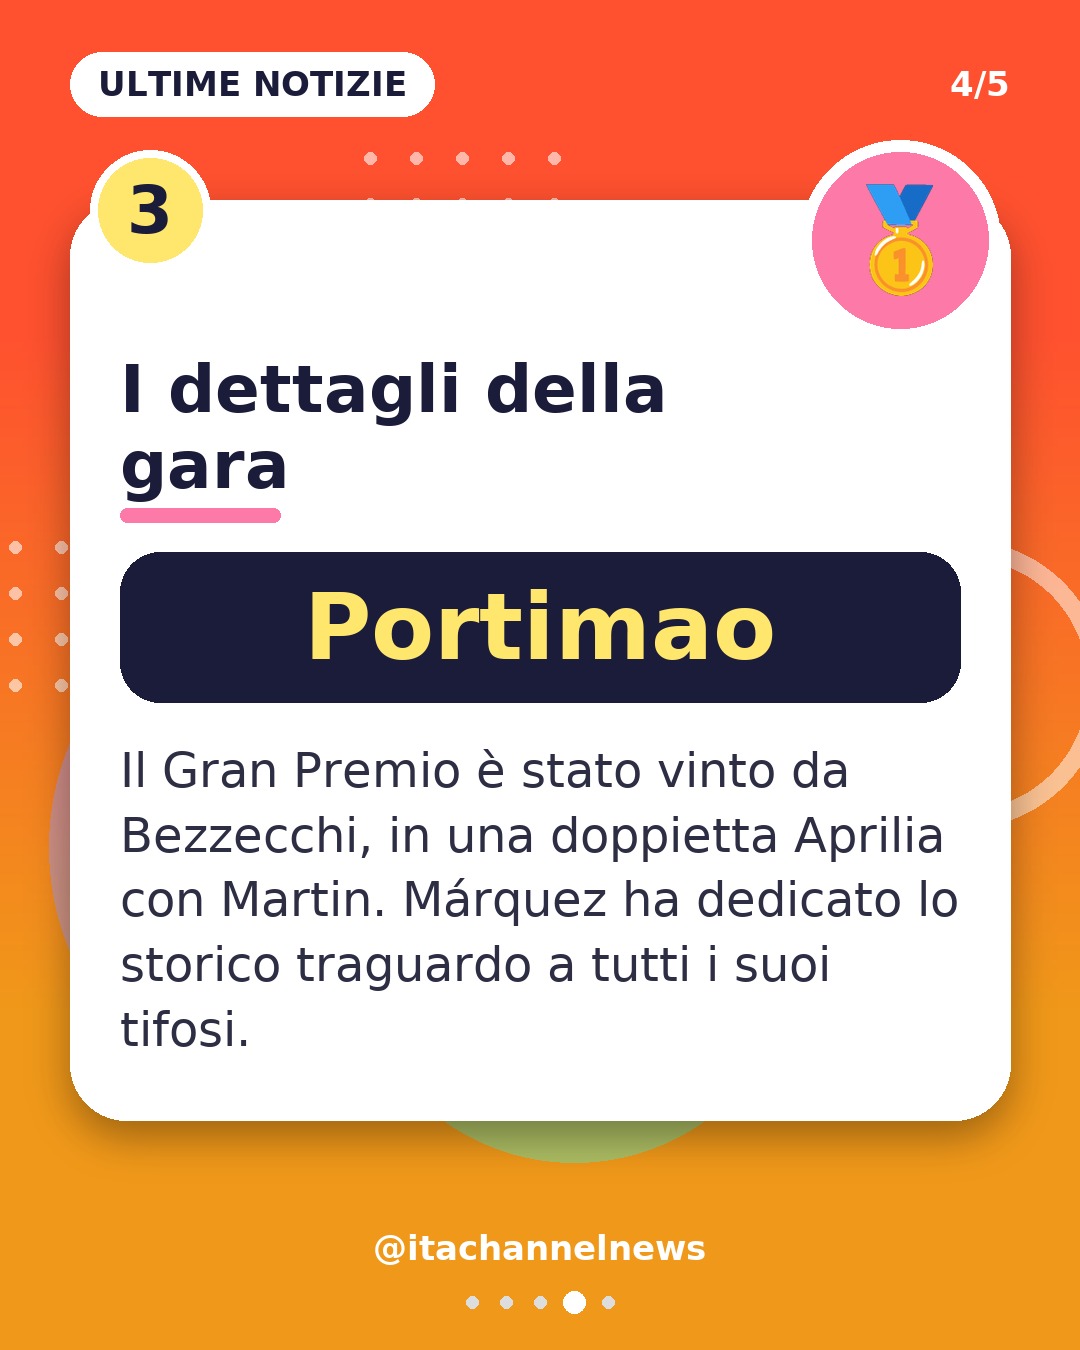 ULTIME NOTIZIE
4/5
3
1
I dettagli della
gara
Portimao
Il Gran Premio è stato vinto da
Bezzecchi, in una doppietta Aprilia
con Martin. Márquez ha dedicato lo
storico traguardo a tutti i suoi
tifosi.
@itachannelnews